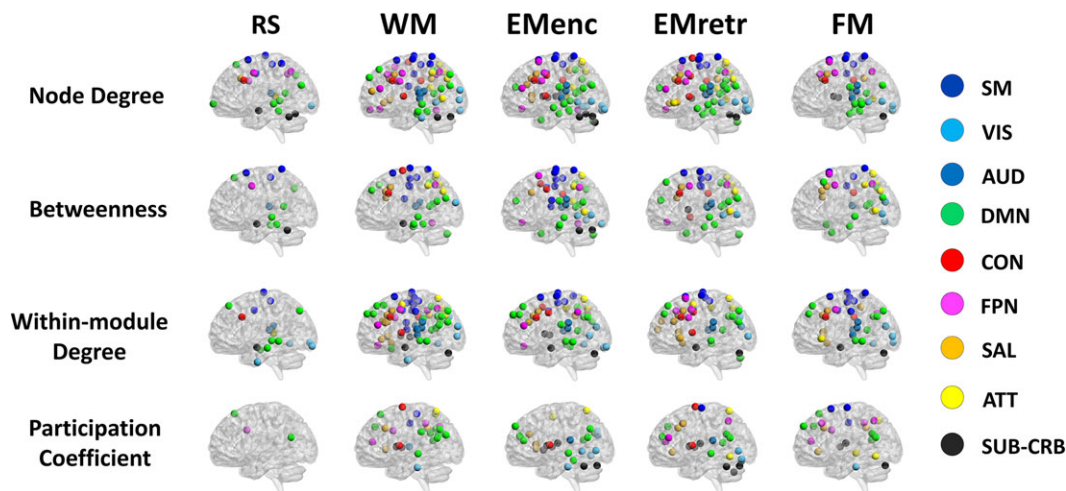 RS WM EMenc EMretr FM
Node Degree
Betweenness
Within-module
Degree
Participation
Coefficient
SM
VIS
AUD
DMN
CON
FPN
SAL
ATT
SUB-CRB